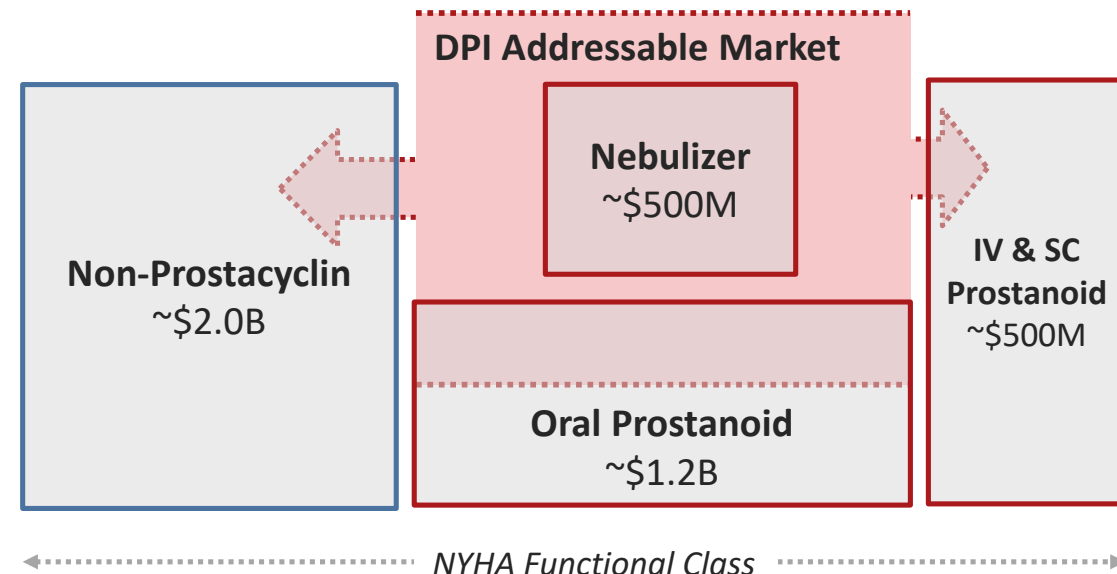 DPI Addressable Market
Nebulizer
~$500M
Non-Prostacyclin
~$2.0B
IV & SC
Prostanoid
~$500M
Oral Prostanoid
~$1.2B
NYHA Functional Class